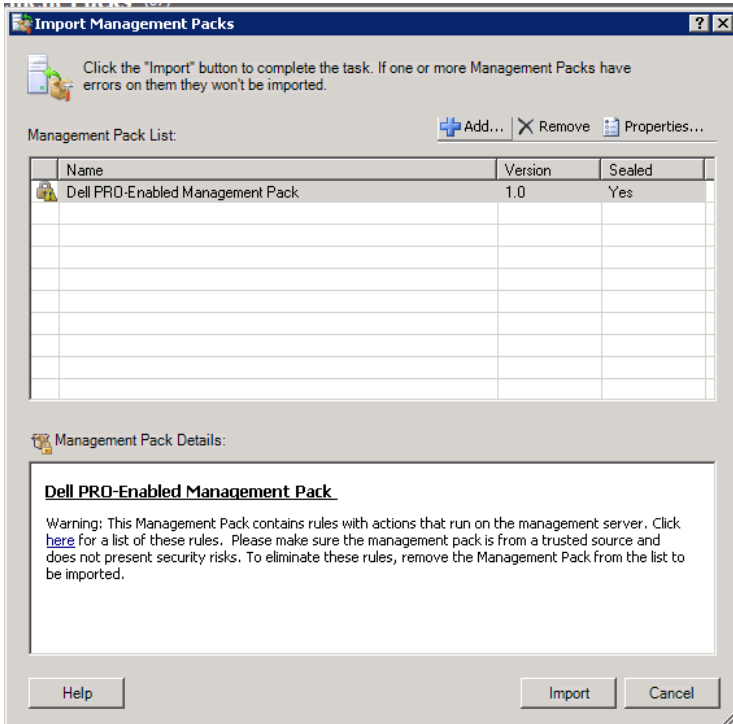 Import Management Packs
Click the "Import" button to complete the task. If one or more Management Packs have
errors on them they won't be imported.
Add... Remove Properties...
Management Pack List:
Name Version Sealed
Dell PRO-Enabled Management Pack 1.0 Yes
Management Pack Details:
Dell PRO-Enabled Management Pack
Warning: This Management Pack contains rules with actions that run on the management server. Click
here for a list of these rules. Please make sure the management pack is from a trusted source and
does not present security risks. To eliminate these rules, remove the Management Pack from the list to
be imported.
Help Import Cancel